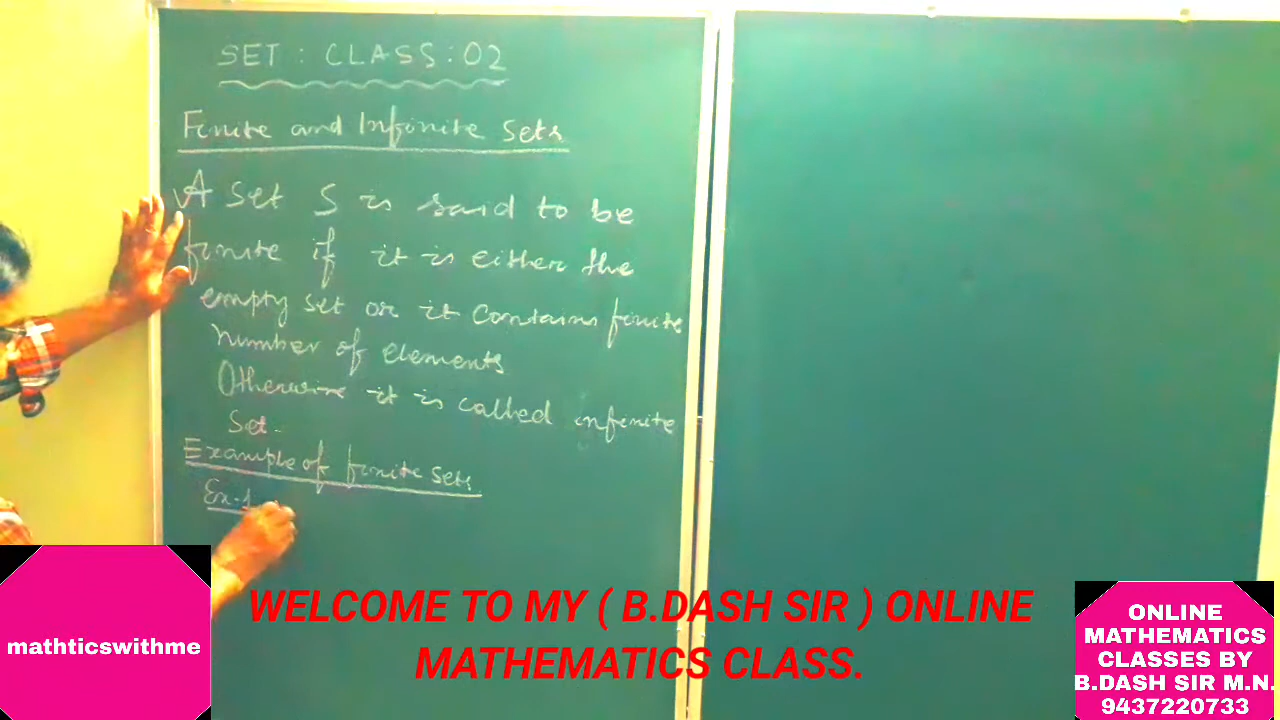 SET : CLASS : 02
Finite and Infinite Sets
A Set S is said to be
finite if it is either the
empty set or it contains finite
number of elements
Otherwise it is called infinite
Set.
Example of finite sets
Ex-1
WELCOME TO MY ( B.DASH SIR ) ONLINE
MATHEMATICS CLASS.
mathticswithme
ONLINE
MATHEMATICS
CLASSES BY
B.DASH SIR M.N.
9437220733